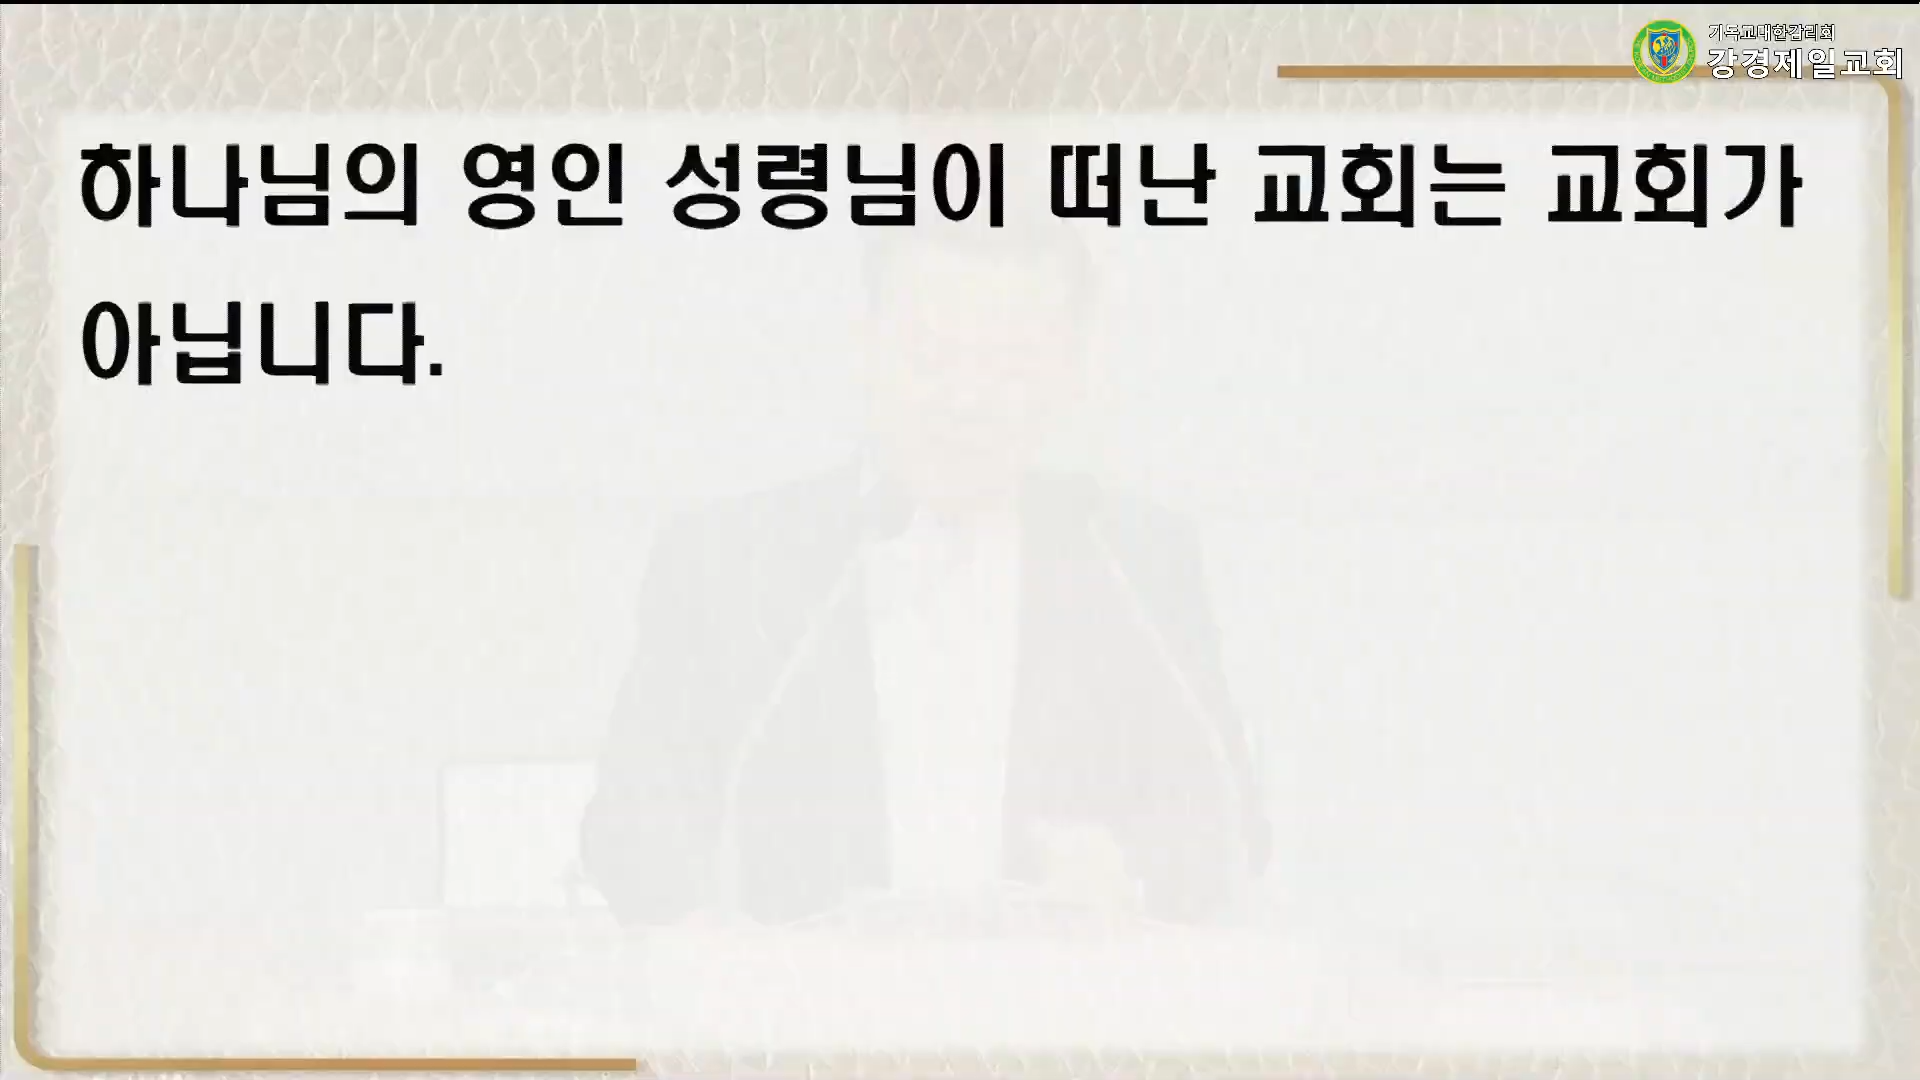 기독교대한감리회
강경제일교회
하나님의 영인 성령님이 떠난 교회는 교회가
아닙니다.